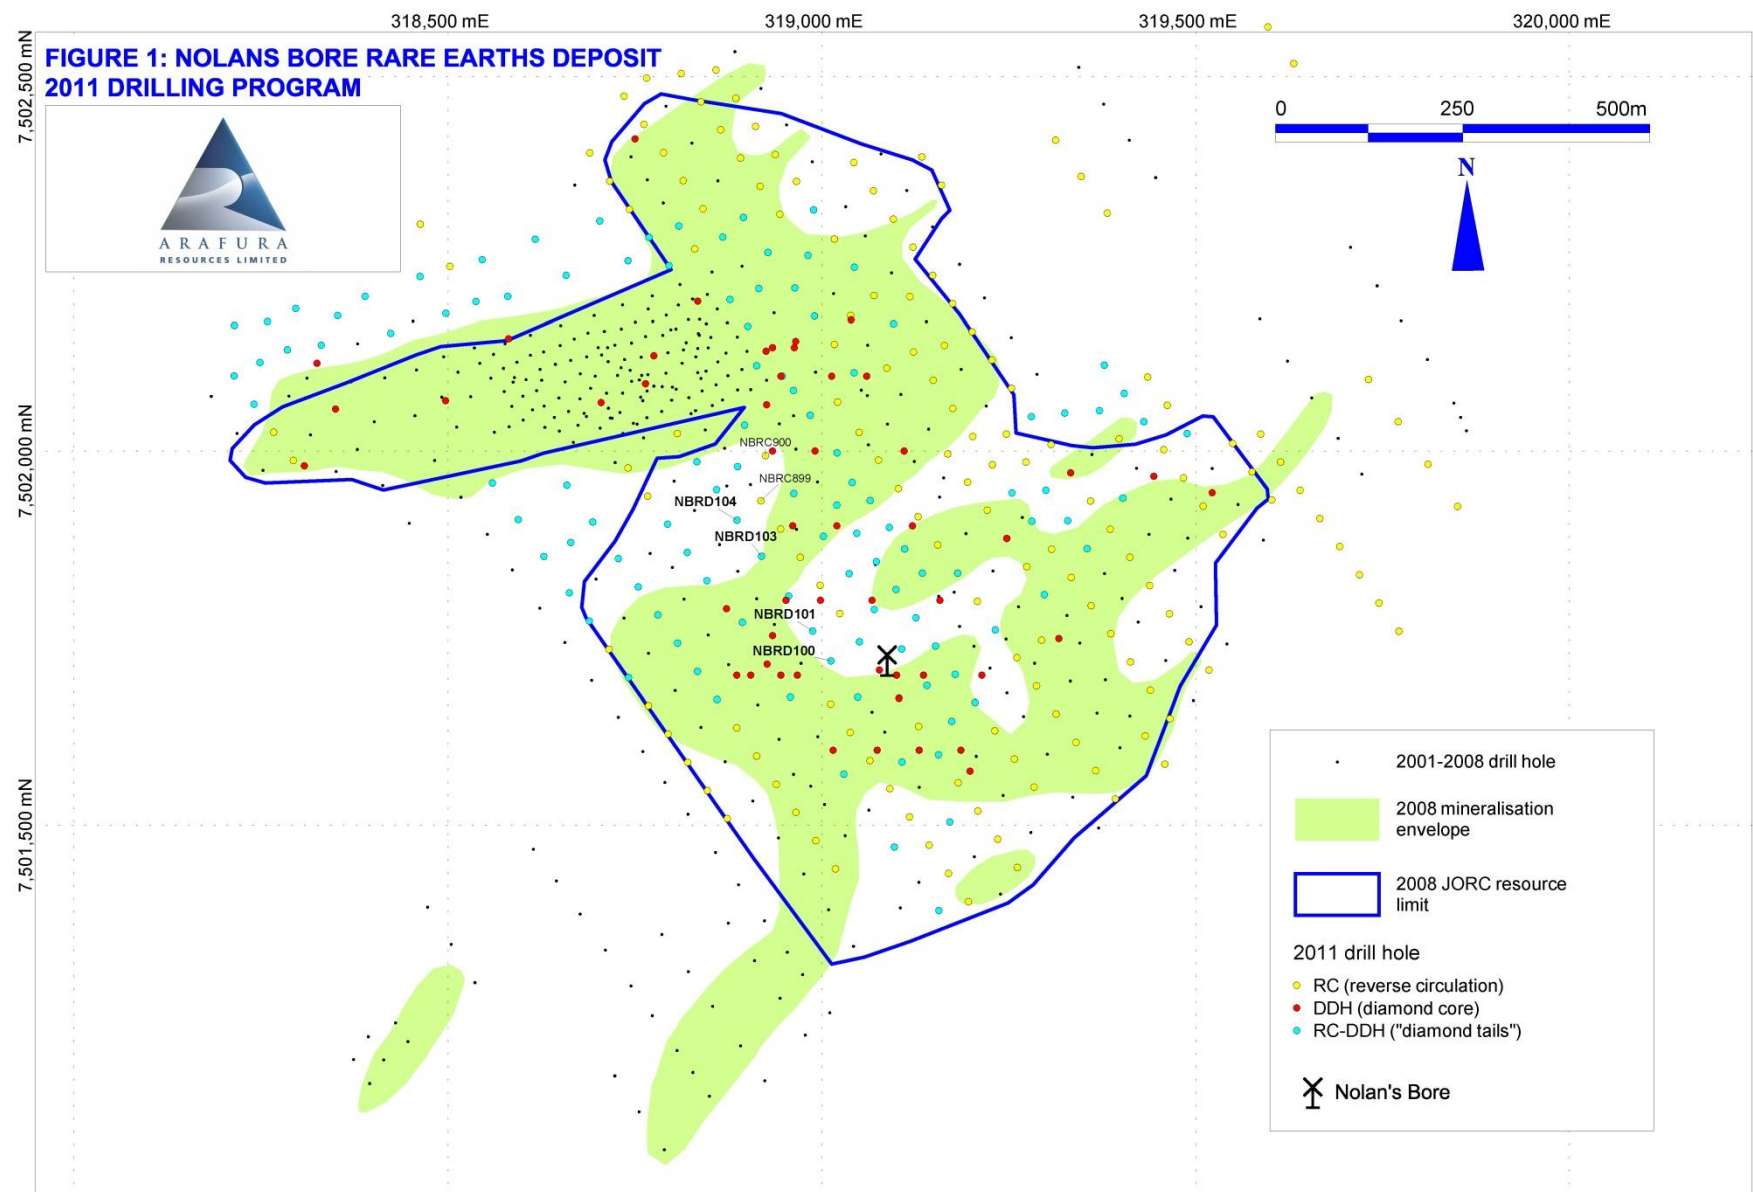 318,500 mE
319,000 mE
319,500 mE
320,000 mE
FIGURE 1: NOLANS BORE RARE EARTHS DEPOSIT
2011 DRILLING PROGRAM
ARAFURA
RESOURCES LIMITED
7,502,500 mN
7,502,000 mN
7,501,500 mN
0 250 500m
N
NBRC900
NBRC899
NBRD104
NBRD103
NBRD101
NBRD100
2001-2008 drill hole
2008 mineralisation
envelope
2008 JORC resource
limit
2011 drill hole
RC (reverse circulation)
DDH (diamond core)
RC-DDH ("diamond tails")
Nolan's Bore